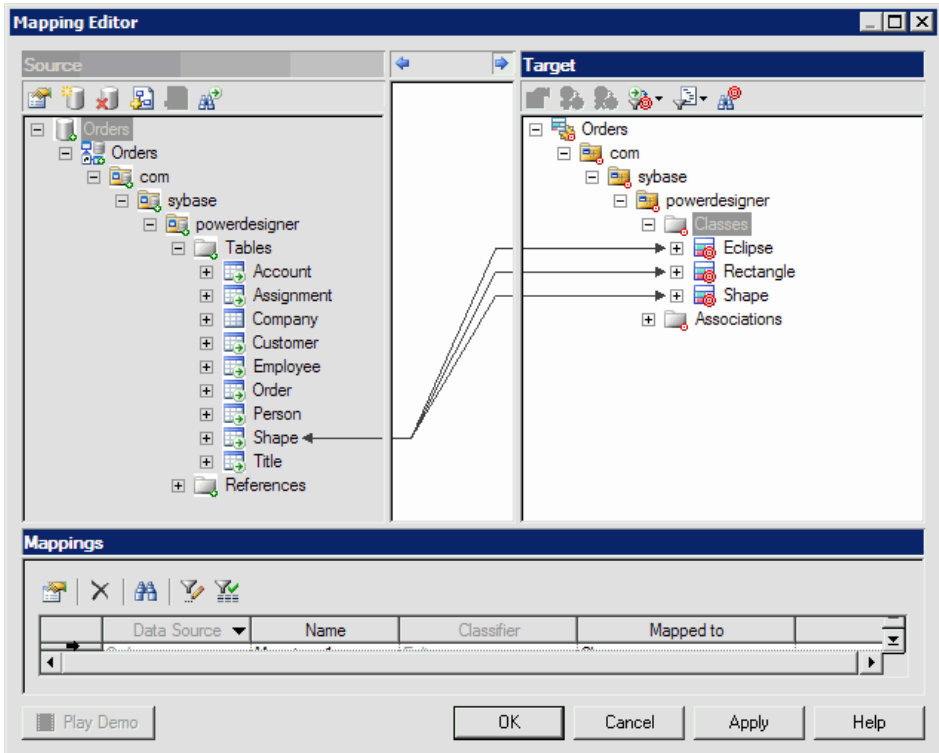 Mapping Editor
Source
Target
Orders
Orders
com
sybase
powerdesigner
Tables
Account
Assignment
Company
Customer
Employee
Order
Person
Shape
Title
References
Orders
com
sybase
powerdesigner
Classes
Eclipse
Rectangle
Shape
Associations
Mappings
Data Source Name Classifier Mapped to
Play Demo OK Cancel Apply Help